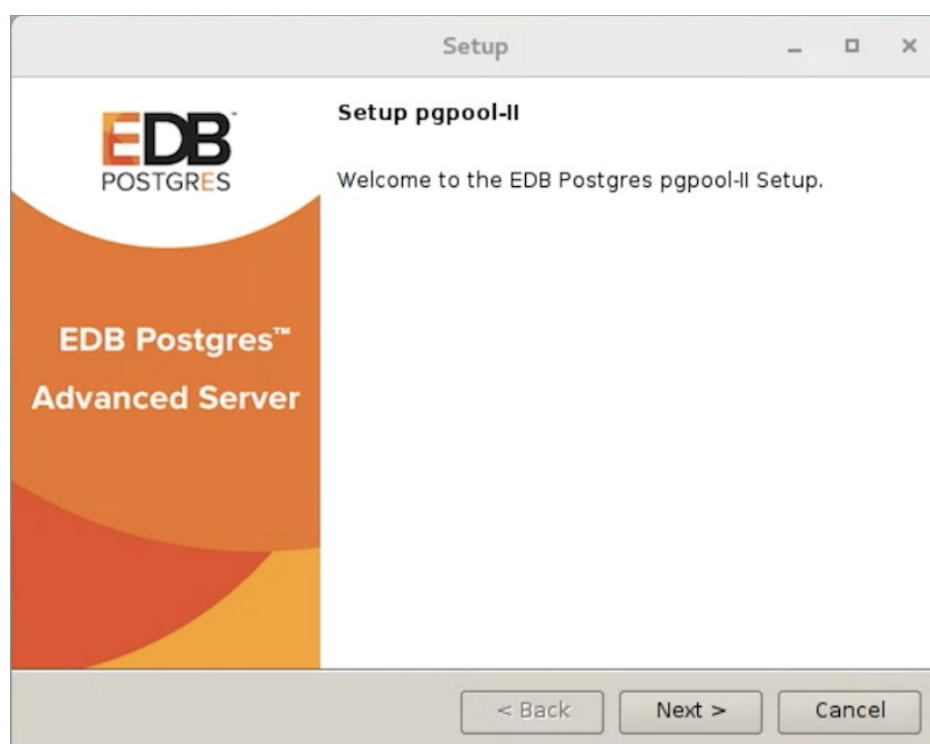 Setup
EDB™
POSTGRES
Setup pgpool-II
Welcome to the EDB Postgres pgpool-II Setup.
EDB Postgres™
Advanced Server
< Back
Next >
Cancel